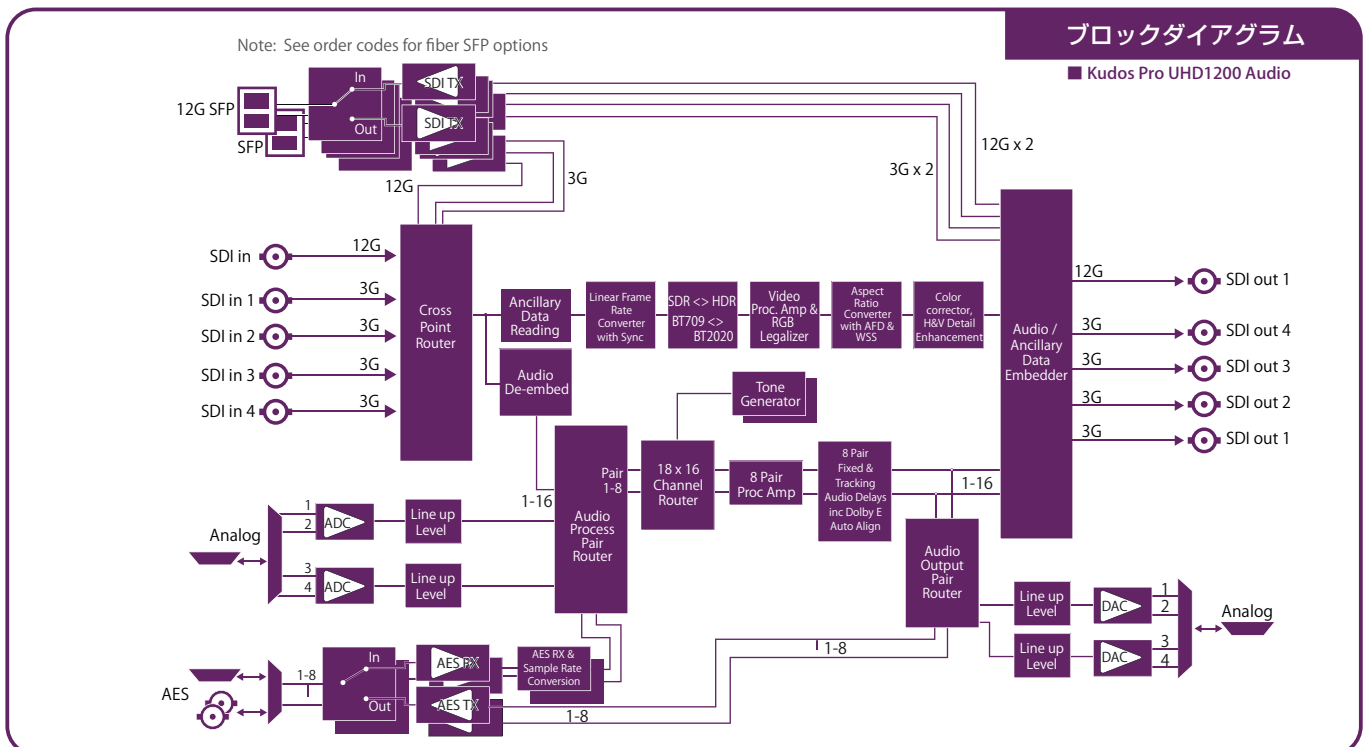 ブロックダイアグラム
■ Kudos Pro UHD1200 Audio
Note: See order codes for fiber SFP options
12G SFP
SFP
In
Out
SDI TX
SDI TX
12G
3G
12G x 2
3G x 2
SDI in
12G
SDI in 1
3G
SDI in 2
3G
SDI in 3
3G
SDI in 4
3G
Cross
Point
Router
Ancillary
Data
Reading
Linear Frame
Rate
Converter
with Sync
SDR <> HDR
BT709 <>
BT2020
Video
Proc. Amp &
RGB
Legalizer
Aspect
Ratio
Converter
with AFD &
WSS
Color
corrector,
H&V Detail
Enhancement
Audio /
Ancillary
Data
Embedder
12G
SDI out 1
3G
SDI out 4
3G
SDI out 3
3G
SDI out 2
3G
SDI out 1
Audio
De-embed
Tone
Generator
1-16
Pair
1-8
Audio
Process
Pair
Router
18 x 16
Channel
Router
8 Pair
Proc Amp
8 Pair
Fixed &
Tracking
Audio Delays
inc Dolby E
Auto Align
1-16
Analog
1
2
ADC
Line up
Level
3
4
ADC
Line up
Level
Audio
Output
Pair
Router
Line up
Level
DAC
1
2
Line up
Level
DAC
3
4
Analog
AES
1-8
In
Out
AES RX
AES TX
AES RX &
Sample Rate
Conversion
1-8
1-8